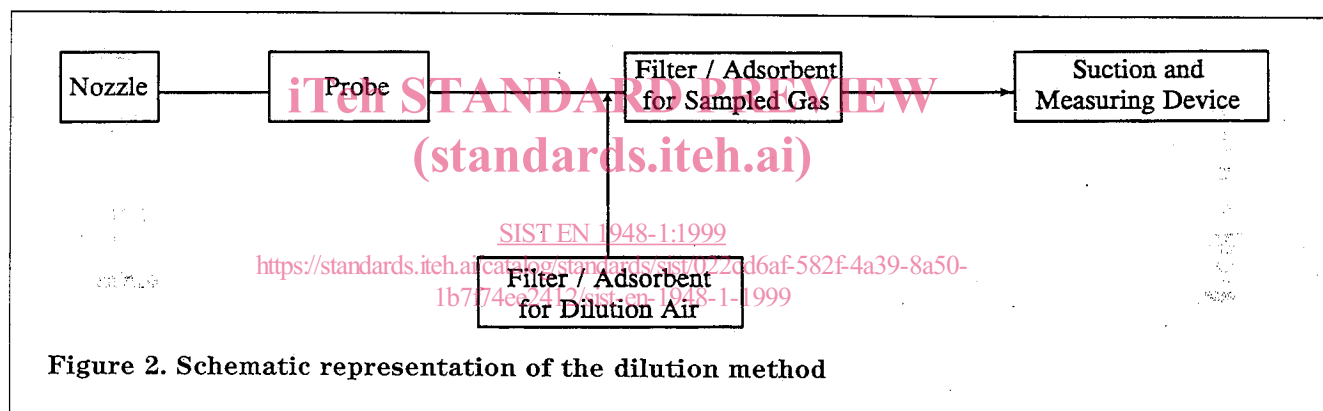 Nozzle
Probe
Filter / Adsorbent
for Sampled Gas
Suction and
Measuring Device
iTeh STANDARD PREVIEW
(standards.iteh.ai)
SIST EN 1948-1:1999
https://standards.iteh.ai/catalog/standards/sist/022cd6af-582f-4a39-8a50-
1b7f74ee2412/sist-en-1948-1-1999
Filter / Adsorbent
for Dilution Air
Figure 2. Schematic representation of the dilution method